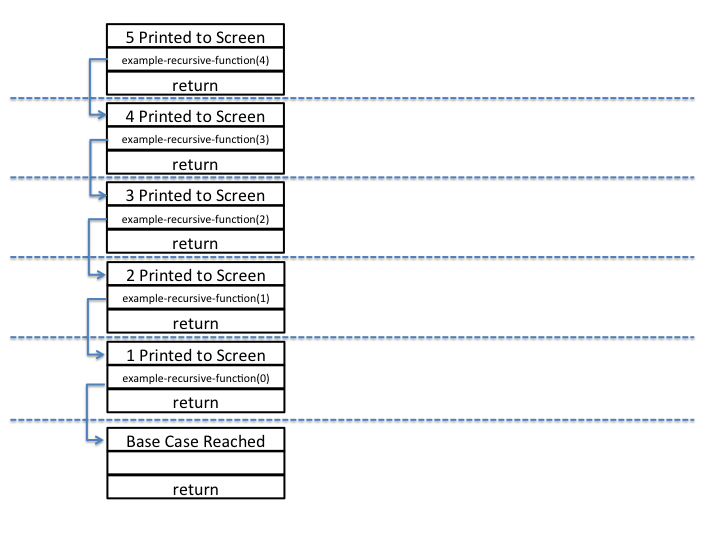 5 Printed to Screen
example-recursive-function(4)
return
4 Printed to Screen
example-recursive-function(3)
return
3 Printed to Screen
example-recursive-function(2)
return
2 Printed to Screen
example-recursive-function(1)
return
1 Printed to Screen
example-recursive-function(0)
return
Base Case Reached
return